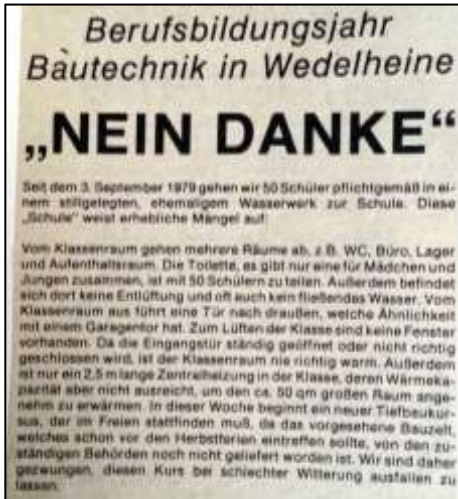 Berufsbildungsjahr
Bautechnik in Wedelheine
„NEIN DANKE“
Seit dem 3. September 1979 gehen wir 50 Schüler pflichtgemäß in ei-
nem stillgelegten, ehemaligem Wasserwerk zur Schule. Diese
„Schule“ weist erhebliche Mängel auf:
Vom Klassenraum gehen mehrere Räume ab, z.B. WC, Büro, Lager
und Aufenthaltsraum. Die Toilette, es gibt nur eine für Mädchen und
Jungen zusammen, ist mit 50 Schülern zu teilen. Außerdem befindet
sich dort keine Entlüftung und oft auch kein fließendes Wasser. Vom
Klassenraum aus führt eine Tür nach draußen, welche Ähnlichkeit
mit einem Garagentor hat. Zum Lüften der Klasse sind keine Fenster
vorhanden. Da die Eingangstür ständig geöffnet oder nicht richtig
geschlossen wird, ist der Klassenraum nie richtig warm. Außerdem
ist nur ein 2,5 m lange Zentralheizung in der Klasse, deren Wärmeka-
pazität aber nicht ausreicht, um den ca. 50 qm großen Raum ange-
nehm zu erwärmen. In dieser Woche beginnt ein neuer Tiefbaukur-
sus, der im Freien stattfinden muß, da das vorgesehene Bauzelt,
welches schon vor den Herbstferien eintreffen sollte, von den zu-
ständigen Behörden noch nicht geliefert worden ist. Wir sind daher
gezwungen, diesen Kurs bei schlechter Witterung ausfallen zu
lassen.